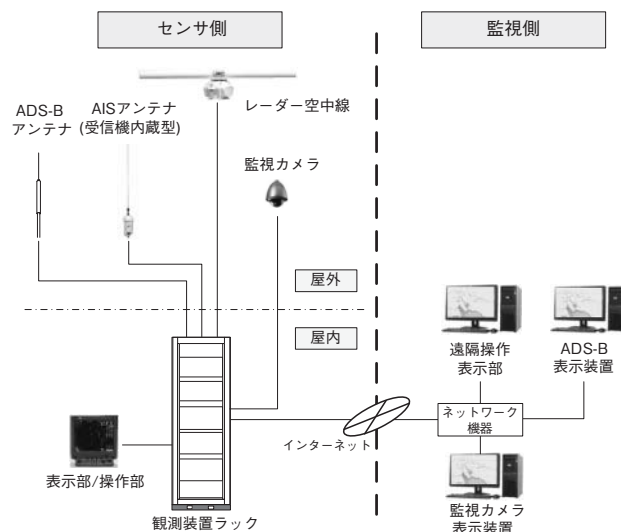 センサ側
監視側
ADS-B
アンテナ
AISアンテナ
(受信機内蔵型)
レーダー空中線
監視カメラ
屋外
屋内
遠隔操作
表示部
ADS-B
表示装置
ネットワーク
機器
インターネット
表示部/操作部
観測装置ラック
監視カメラ
表示装置